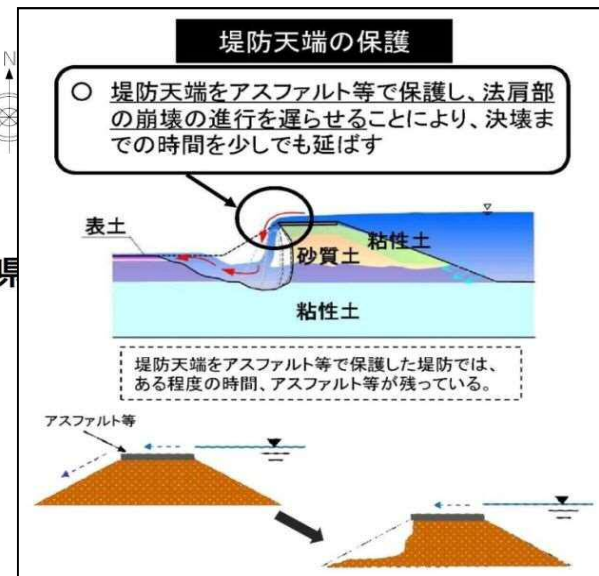 堤防天端の保護
N
○ 堤防天端をアスファルト等で保護し、法肩部
の崩壊の進行を遅らせることにより、決壊ま
での時間を少しでも延ばす
表土
粘性土
砂質土
県
粘性土
堤防天端をアスファルト等で保護した堤防では、
ある程度の時間、アスファルト等が残っている。
アスファルト等